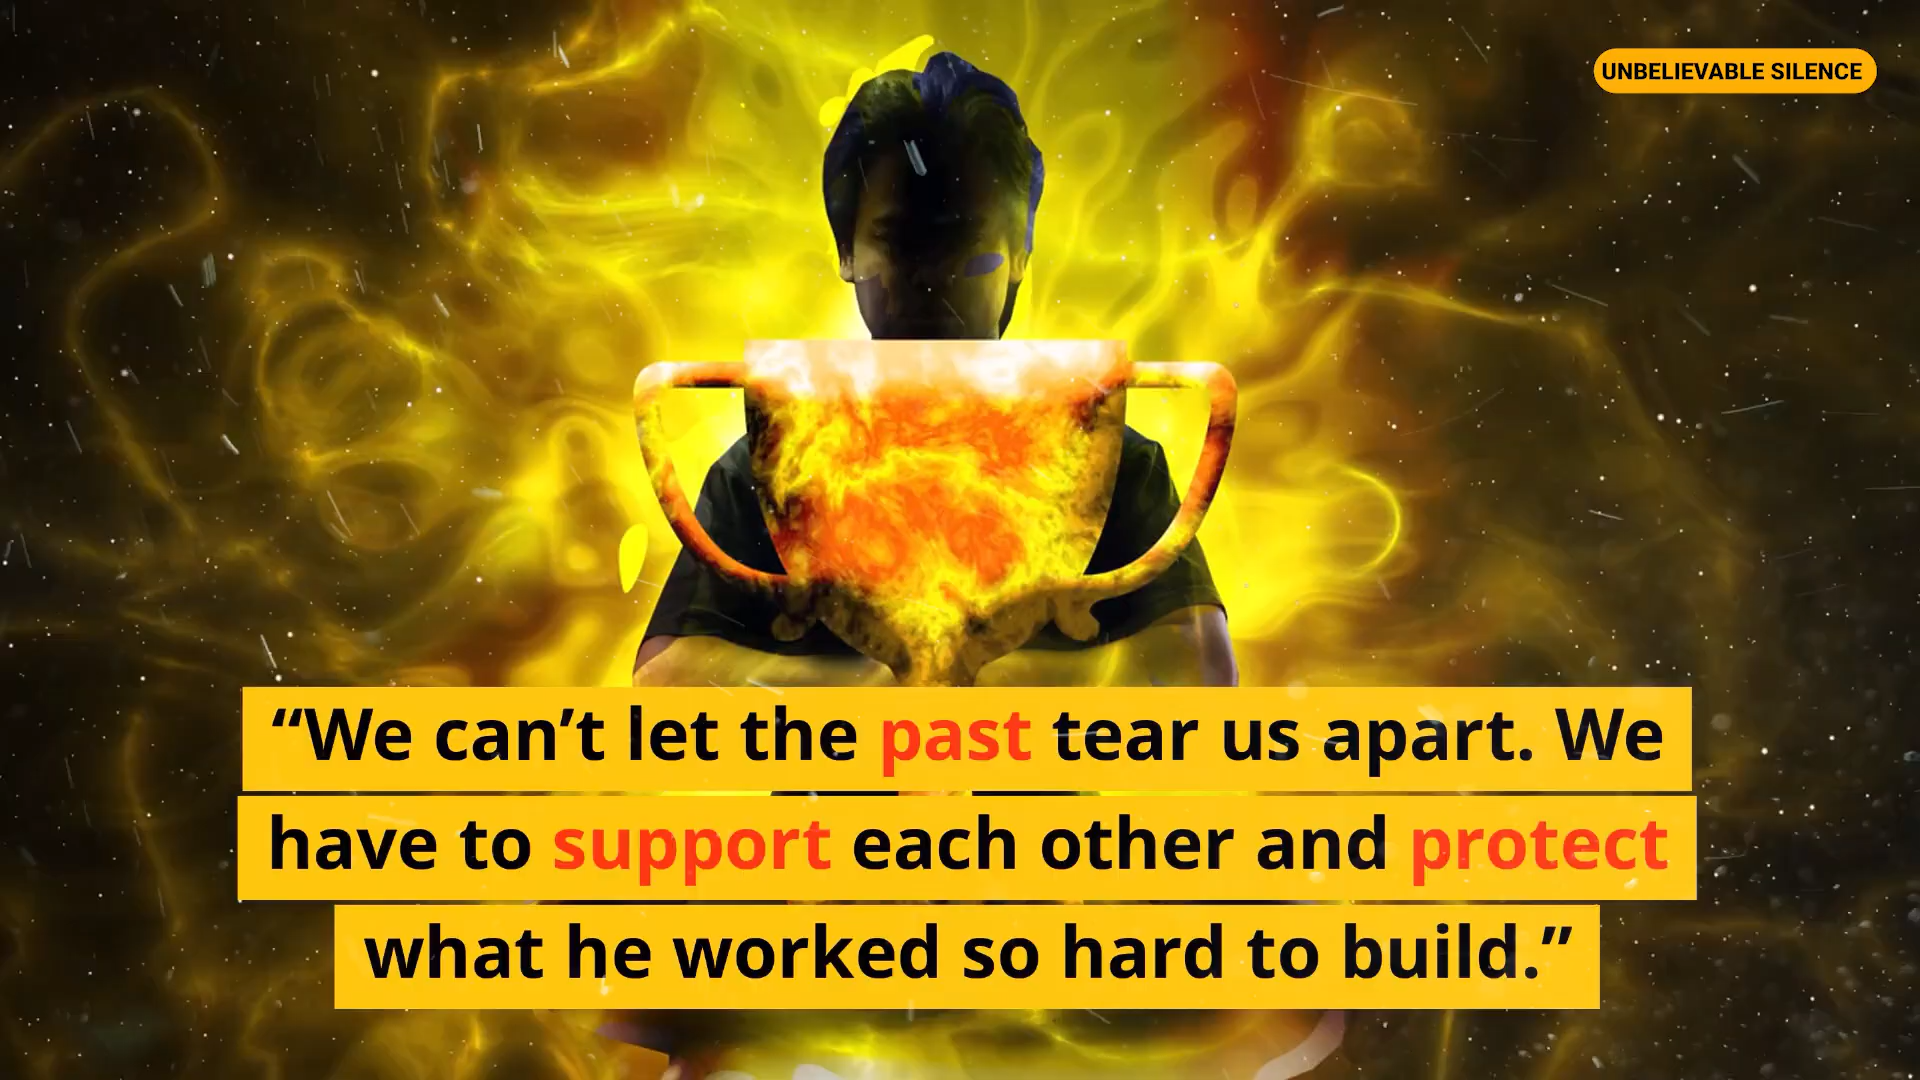 UNBELIEVABLE SILENCE
“We can’t let the past tear us apart. We
have to support each other and protect
what he worked so hard to build.”